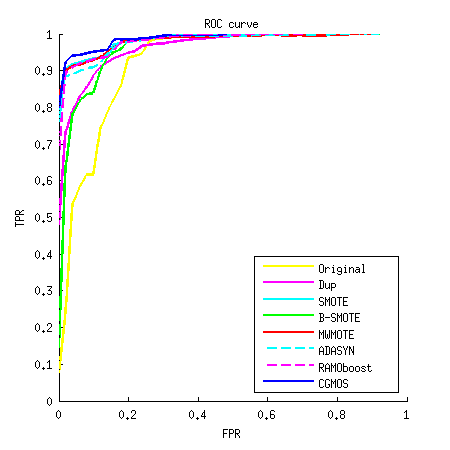 ROC curve
1
0.9
0.8
0.7
0.6
0.5
0.4
0.3
0.2
0.1
0
TPR
0 0.2 0.4 0.6 0.8 1
FPR
Original
Dup
SMOTE
B-SMOTE
MWMOTE
ADASYN
RAMOboost
CGMOS